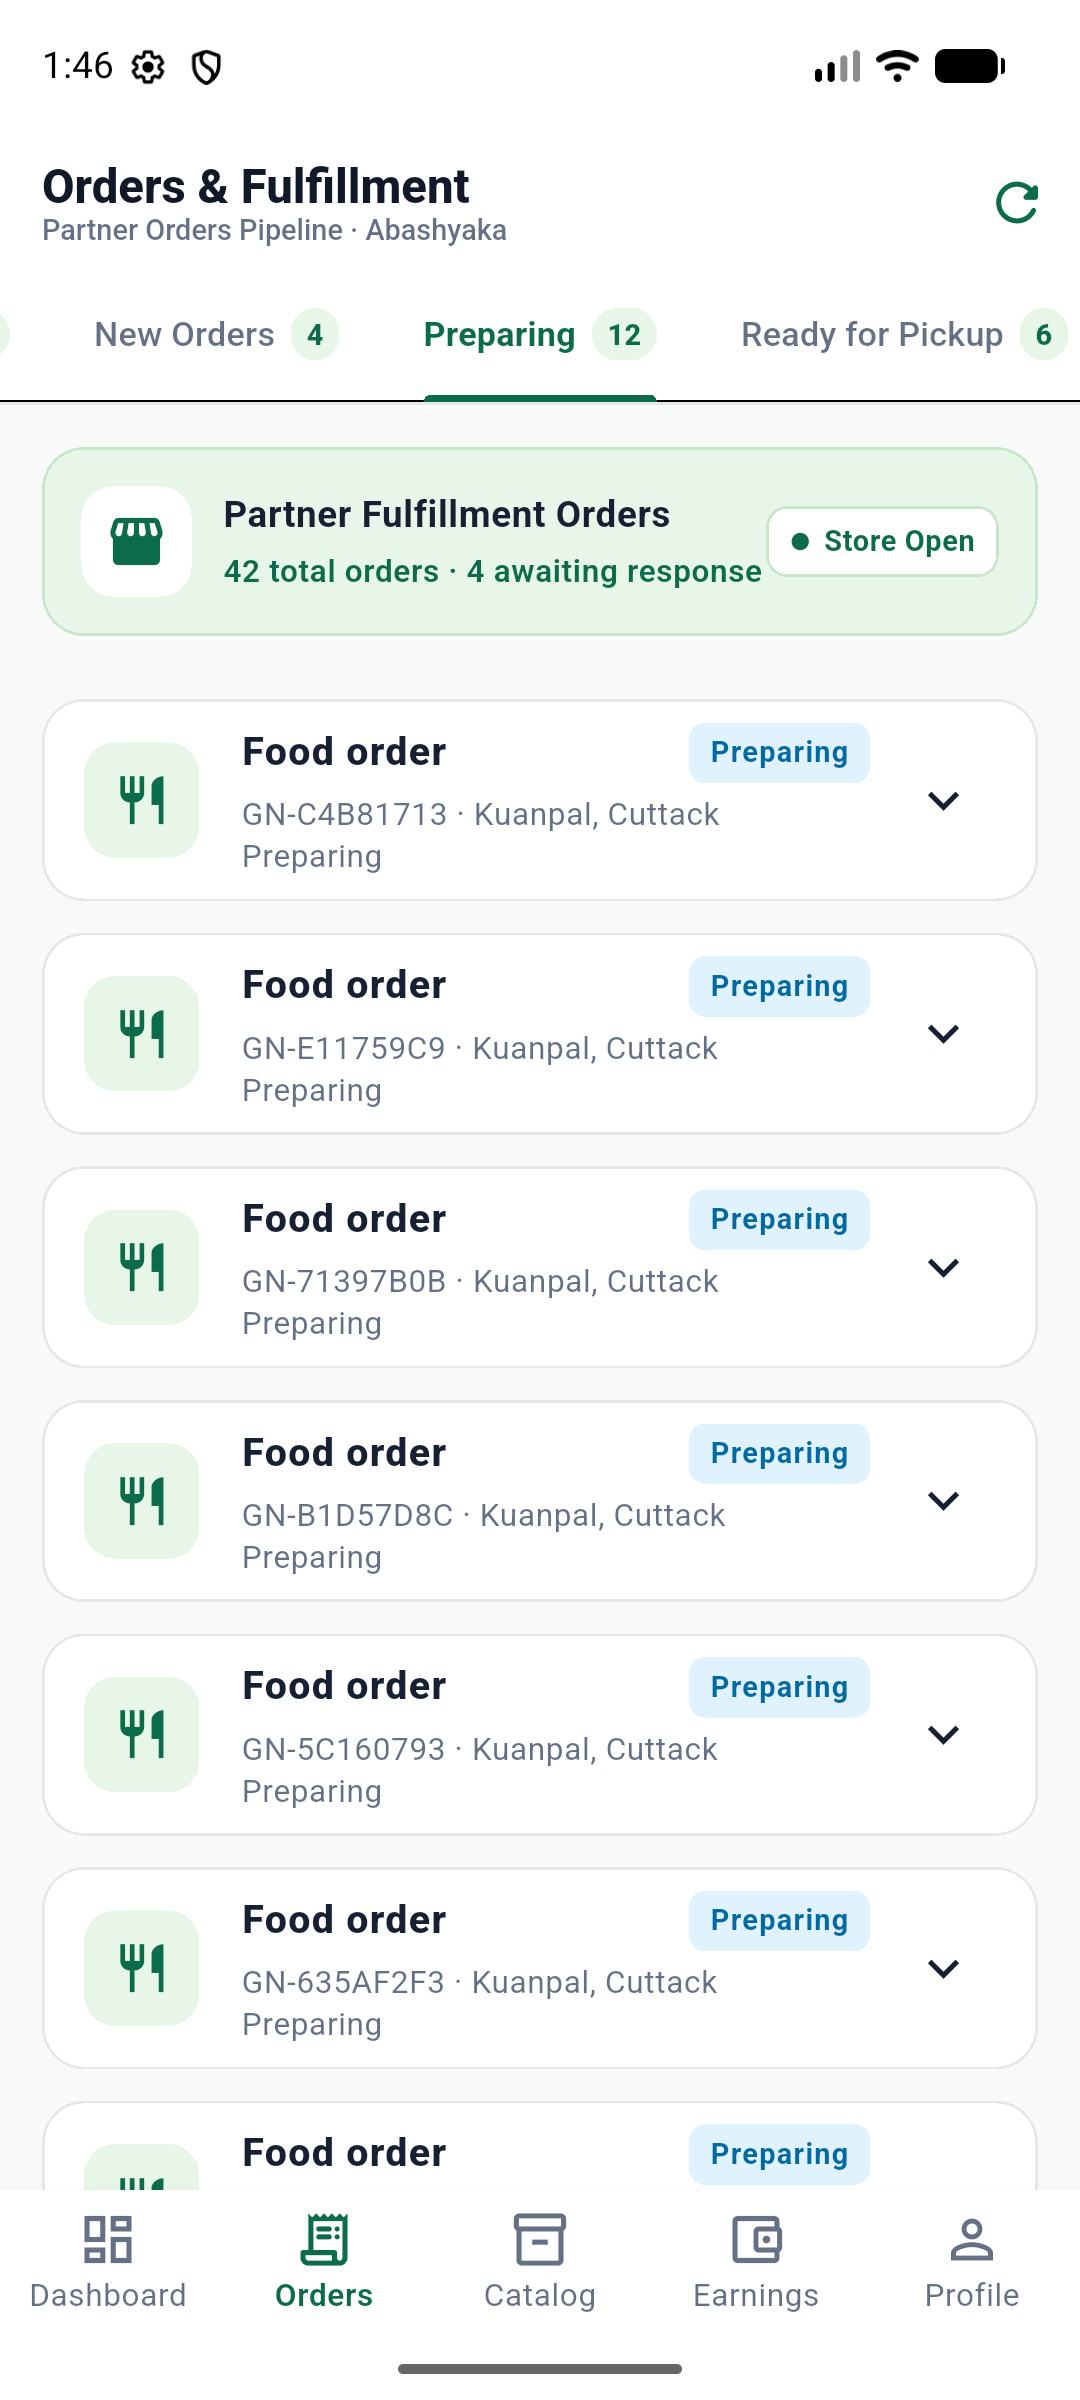 1:46
Orders & Fulfillment
Partner Orders Pipeline · Abashyaka
New Orders 4 Preparing 12 Ready for Pickup 6
Partner Fulfillment Orders
42 total orders · 4 awaiting response
Store Open
Food order Preparing
GN-C4B81713 · Kuanpal, Cuttack
Preparing
Food order Preparing
GN-E11759C9 · Kuanpal, Cuttack
Preparing
Food order Preparing
GN-71397B0B · Kuanpal, Cuttack
Preparing
Food order Preparing
GN-B1D57D8C · Kuanpal, Cuttack
Preparing
Food order Preparing
GN-5C160793 · Kuanpal, Cuttack
Preparing
Food order Preparing
GN-635AF2F3 · Kuanpal, Cuttack
Preparing
Food order Preparing
Dashboard Orders Catalog Earnings Profile